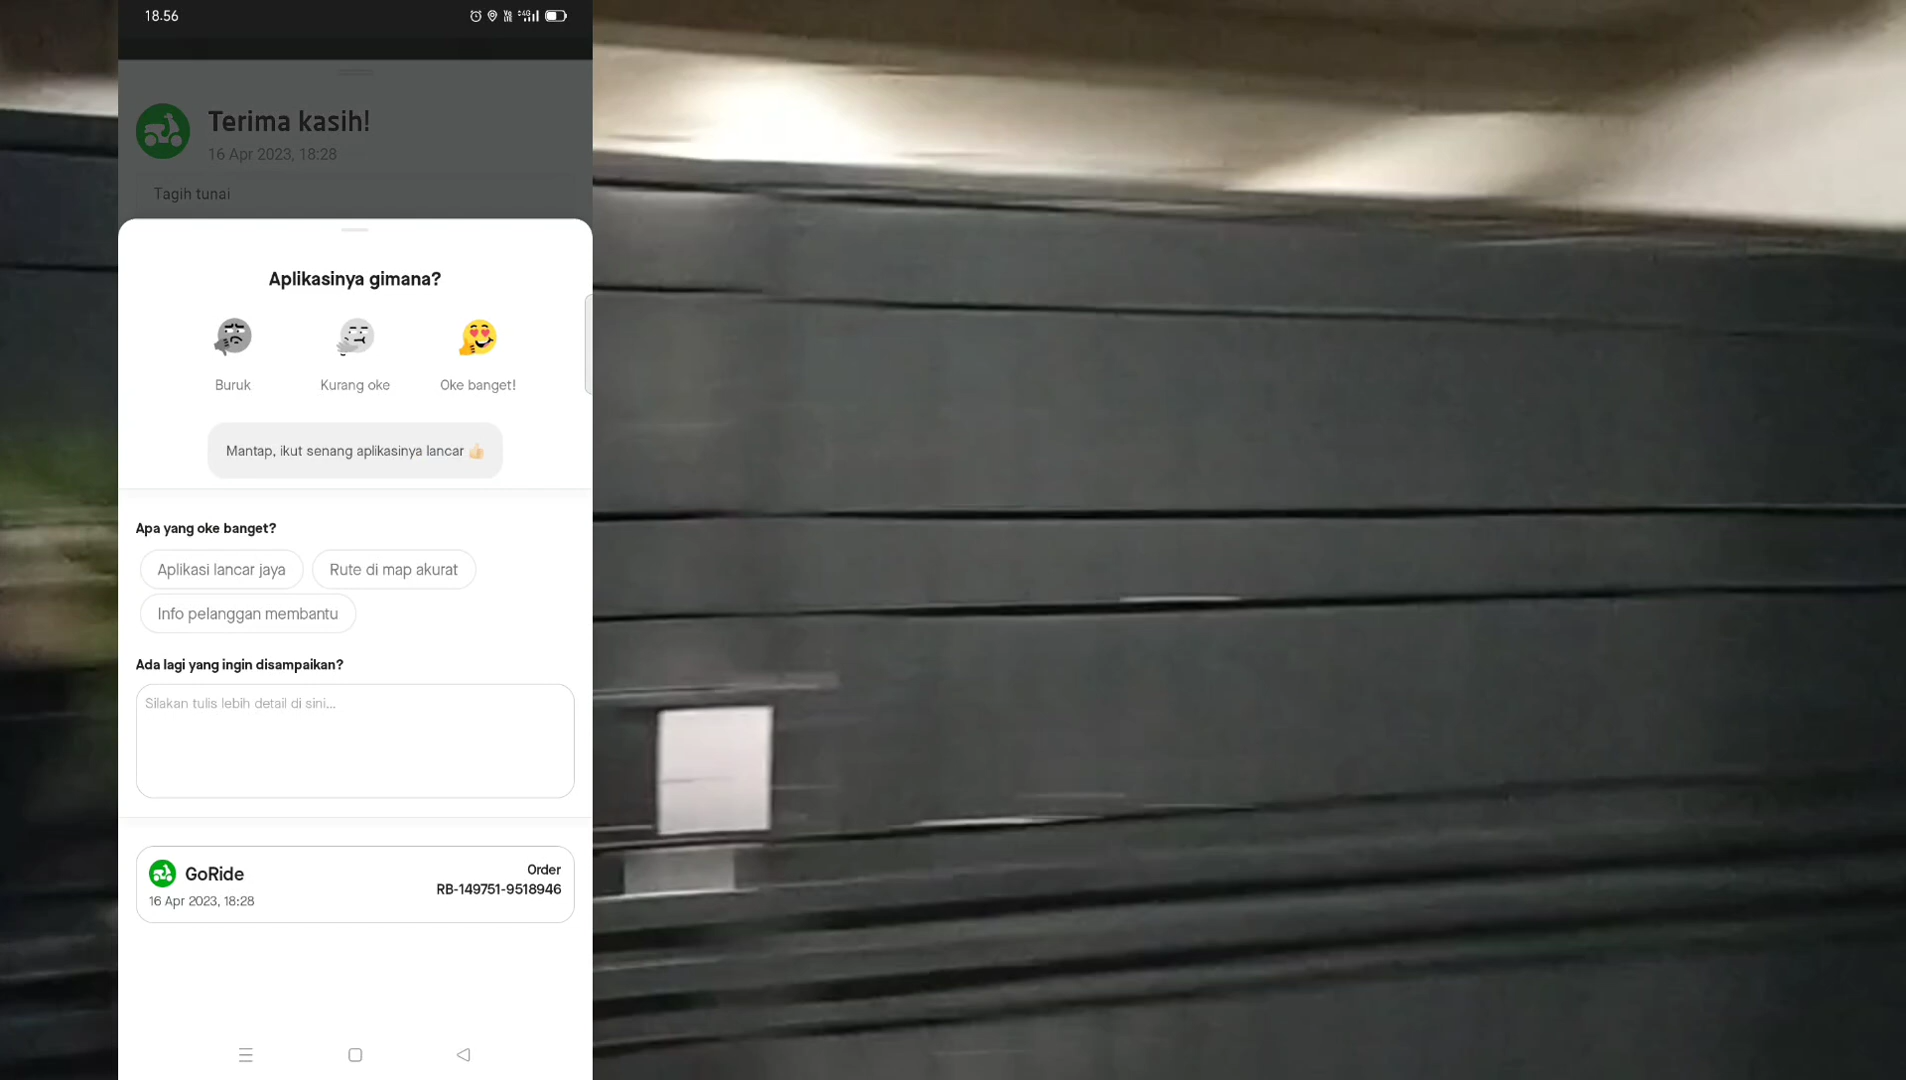 18.56
Terima kasih!
16 Apr 2023, 18:28
Tagih tunai
Aplikasinya gimana?
Buruk
Kurang oke
Oke banget!
Mantap, ikut senang aplikasinya lancar 👍🏻
Apa yang oke banget?
Aplikasi lancar jaya
Rute di map akurat
Info pelanggan membantu
Ada lagi yang ingin disampaikan?
Silakan tulis lebih detail di sini...
GoRide
Order
16 Apr 2023, 18:28
RB-149751-9518946